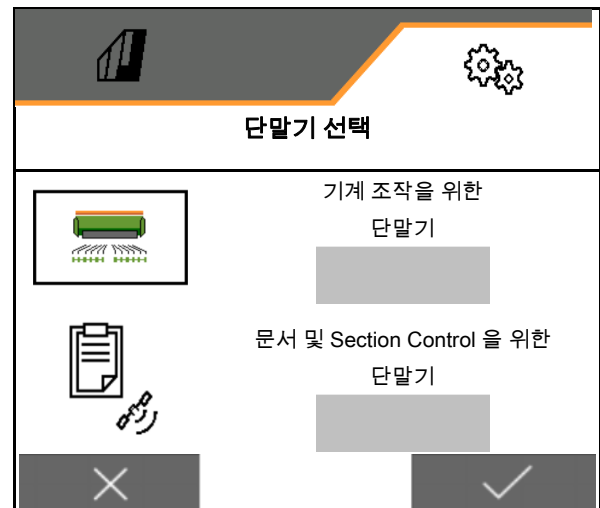 단말기 선택
기계 조작을 위한
단말기
문서 및 Section Control 을 위한
단말기